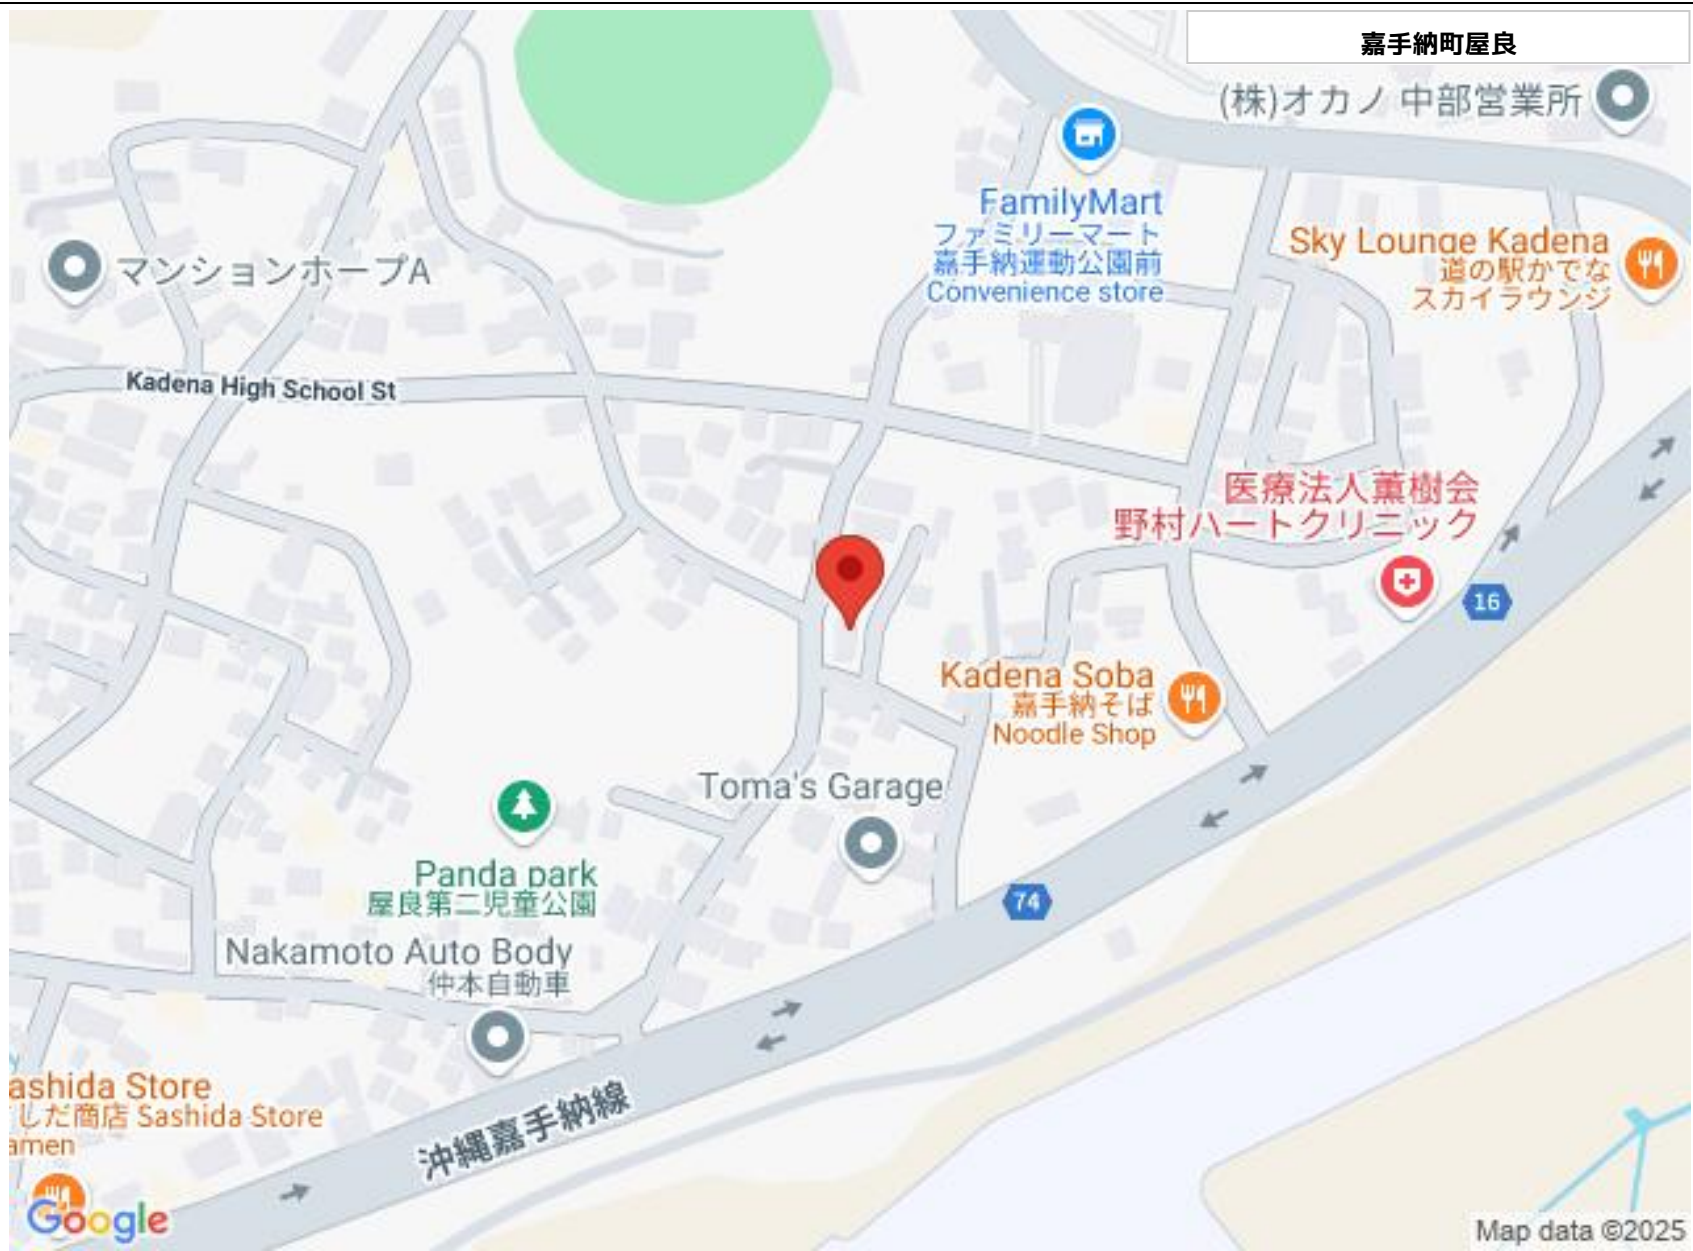 嘉手納町屋良
(株)オカノ 中部営業所
FamilyMart
ファミリーマート
嘉手納運動公園前
Convenience store
Sky Lounge Kadena
道の駅かでな
スカイラウンジ
マンションホープA
Kadena High School St
医療法人薫樹会
野村ハートクリニック
16
Kadena Soba
嘉手納そば
Noodle Shop
Toma's Garage
Panda park
屋良第二児童公園
74
Nakamoto Auto Body
仲本自動車
ashida Store
しだ商店 Sashida Store
amen
沖縄嘉手納線
Google
Map data ©2025